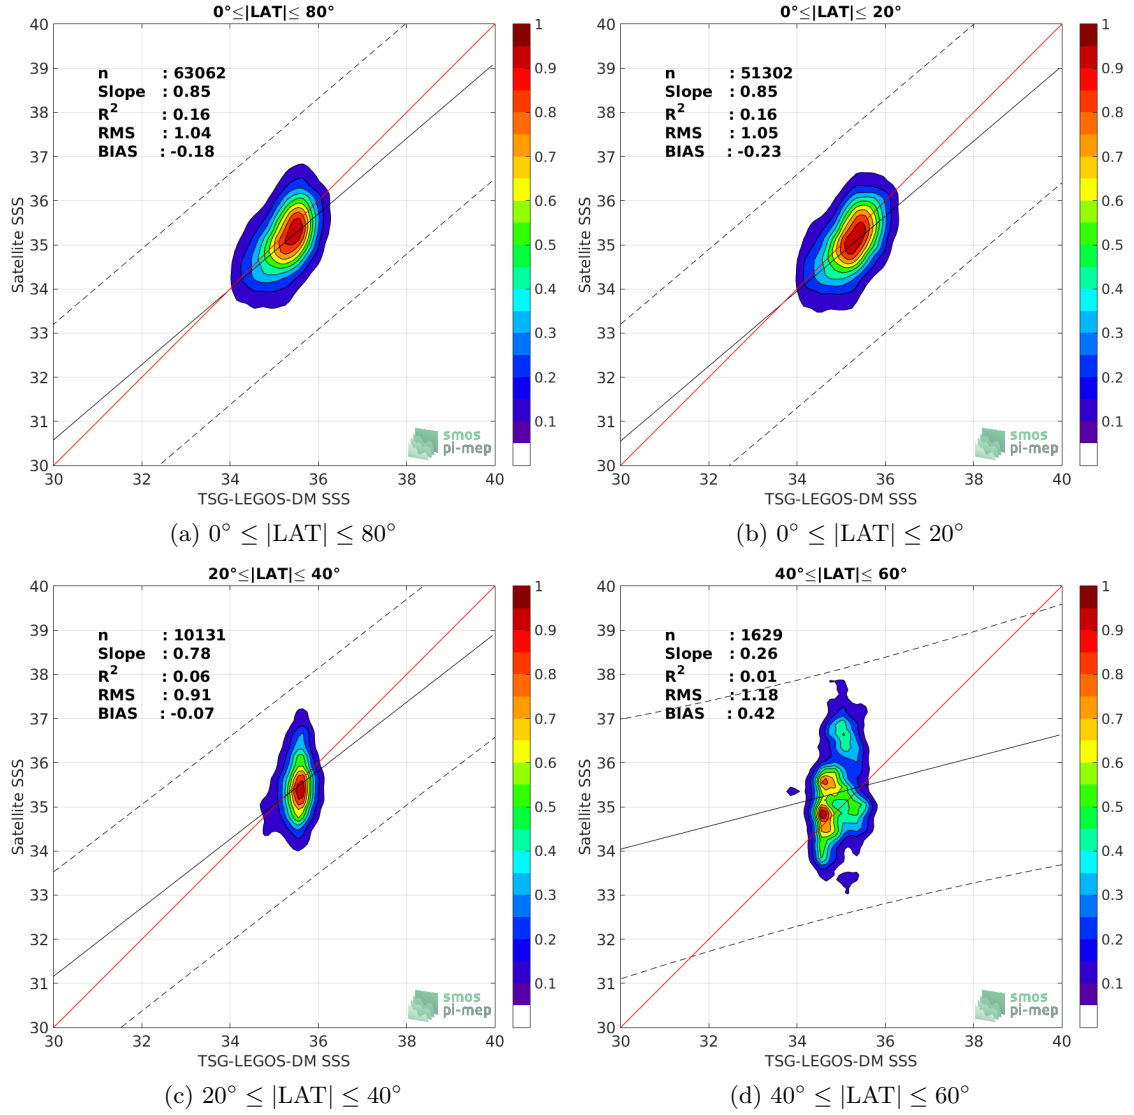 0°≤|LAT|≤ 80°
n : 63062
Slope : 0.85
R² : 0.16
RMS : 1.04
BIAS : -0.18
Satellite SSS
40
39
38
37
36
35
34
33
32
31
30
30 32 34 36 38 40
TSG-LEGOS-DM SSS
smos
pi-mep
1
0.9
0.8
0.7
0.6
0.5
0.4
0.3
0.2
0.1
(a) 0° ≤ |LAT| ≤ 80°
0°≤|LAT|≤ 20°
n : 51302
Slope : 0.85
R² : 0.16
RMS : 1.05
BIAS : -0.23
Satellite SSS
40
39
38
37
36
35
34
33
32
31
30
30 32 34 36 38 40
TSG-LEGOS-DM SSS
smos
pi-mep
1
0.9
0.8
0.7
0.6
0.5
0.4
0.3
0.2
0.1
(b) 0° ≤ |LAT| ≤ 20°
20°≤|LAT|≤ 40°
n : 10131
Slope : 0.78
R² : 0.06
RMS : 0.91
BIAS : -0.07
Satellite SSS
40
39
38
37
36
35
34
33
32
31
30
30 32 34 36 38 40
TSG-LEGOS-DM SSS
smos
pi-mep
1
0.9
0.8
0.7
0.6
0.5
0.4
0.3
0.2
0.1
(c) 20° ≤ |LAT| ≤ 40°
40°≤|LAT|≤ 60°
n : 1629
Slope : 0.26
R² : 0.01
RMS : 1.18
BIAS : 0.42
Satellite SSS
40
39
38
37
36
35
34
33
32
31
30
30 32 34 36 38 40
TSG-LEGOS-DM SSS
smos
pi-mep
1
0.9
0.8
0.7
0.6
0.5
0.4
0.3
0.2
0.1
(d) 40° ≤ |LAT| ≤ 60°